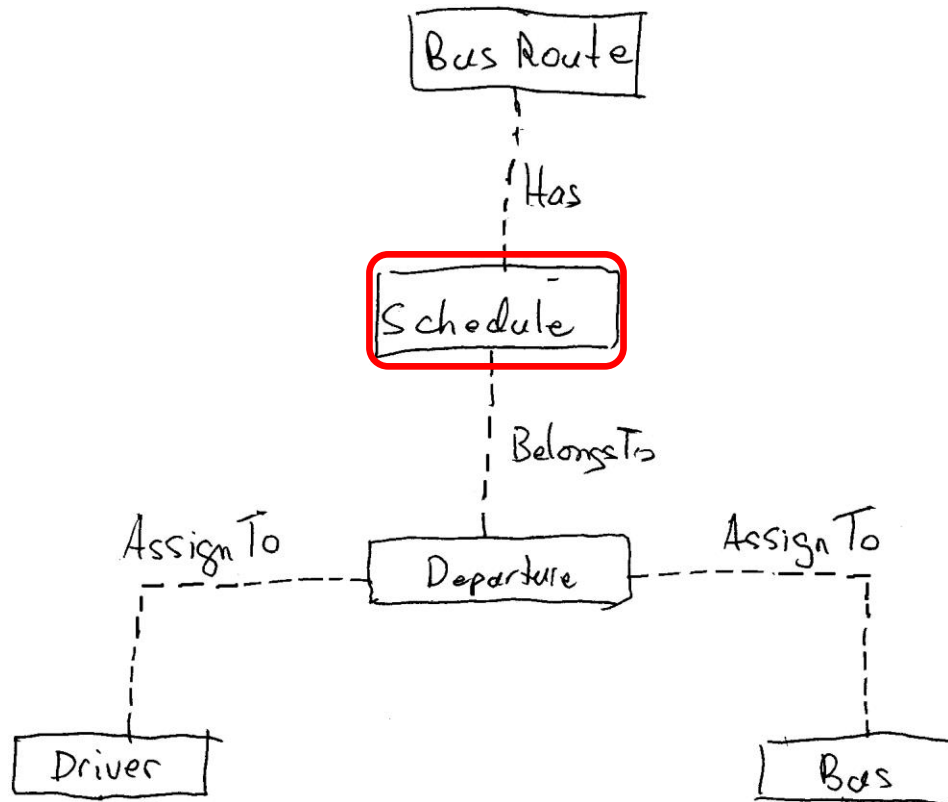 Bus Route
Has
Schedule
BelongsTo
AssignTo
AssignTo
Departure
Driver
Bus